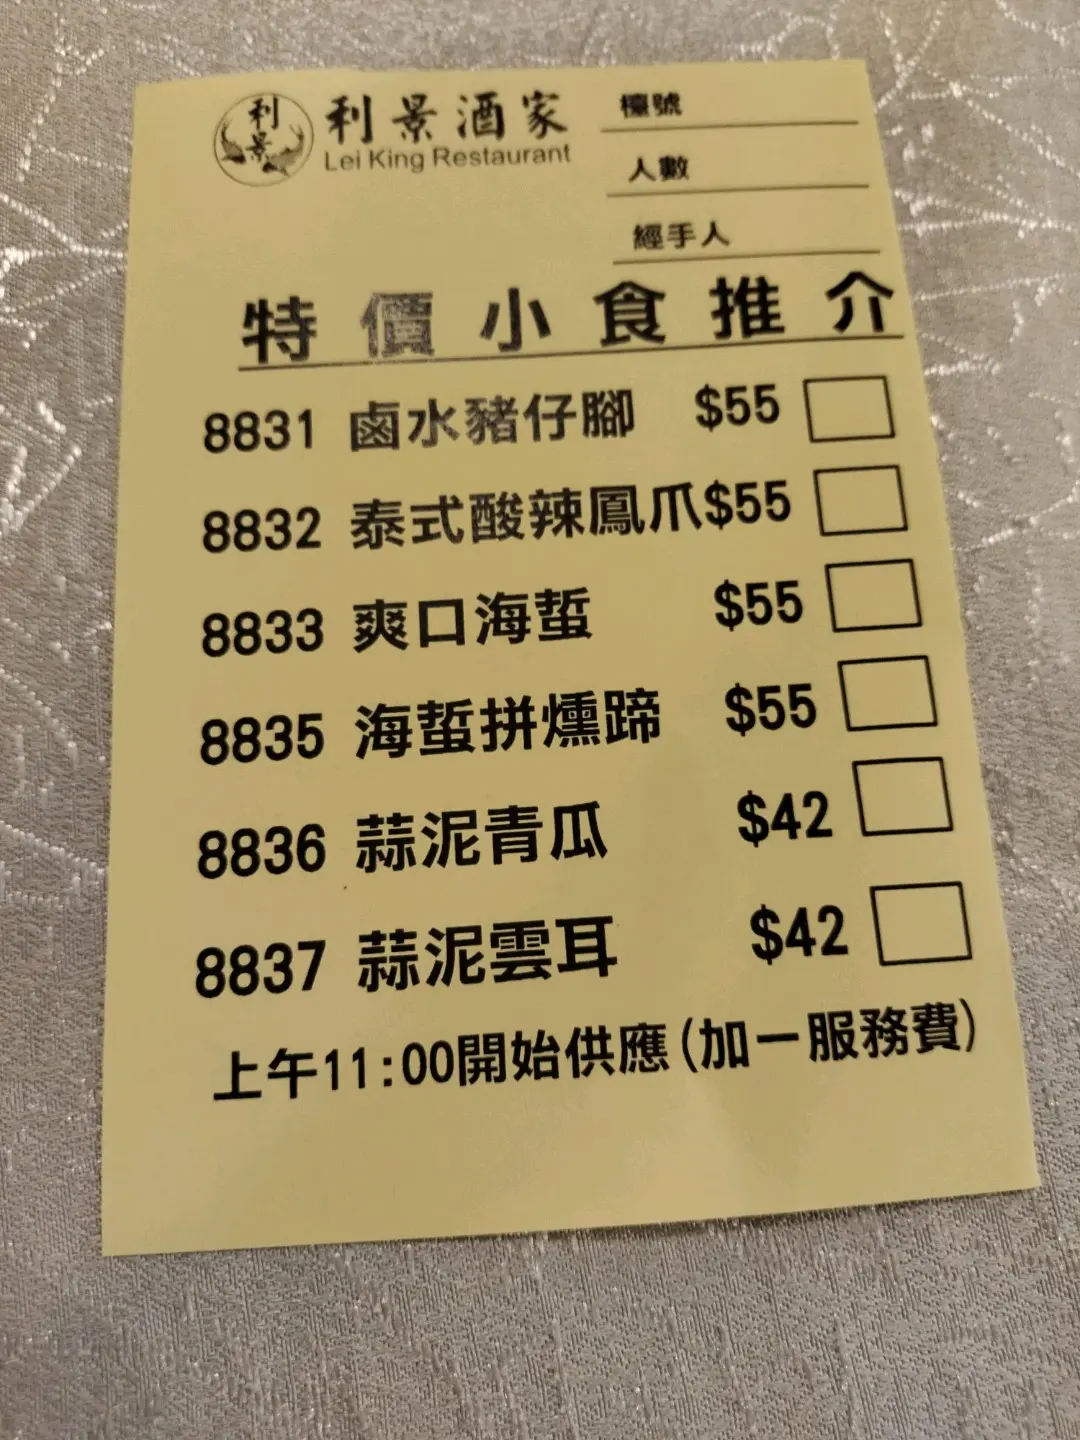 利景
利景酒家
Lei King Restaurant
檯號
人數
經手人
特價小食推介
8831 鹵水豬仔腳 $55
8832 泰式酸辣鳳爪$55
8833 爽口海蜇 $55
8835 海蜇拼燻蹄 $55
8836 蒜泥青瓜 $42
8837 蒜泥雲耳 $42
上午11:00開始供應(加一服務費)